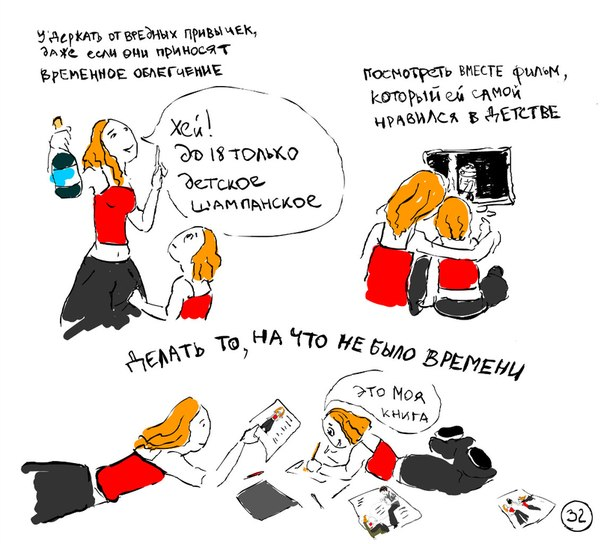 УДЕРЖАТЬ ОТ ВРЕДНЫХ ПРИВЫЧЕК,
ДАЖЕ ЕСЛИ ОНИ ПРИНОСЯТ
ВРЕМЕННОЕ ОБЛЕГЧЕНИЕ
ХЕЙ!
ДО 18 ТОЛЬКО
ДЕТСКОЕ
ШАМПАНСКОЕ
ПОСМОТРЕТЬ ВМЕСТЕ ФИЛЬМ,
КОТОРЫЙ ЕЙ САМОЙ
НРАВИЛСЯ В ДЕТСТВЕ
ДЕЛАТЬ ТО, НА ЧТО НЕ БЫЛО ВРЕМЕНИ
ЭТО МОЯ
КНИГА
32